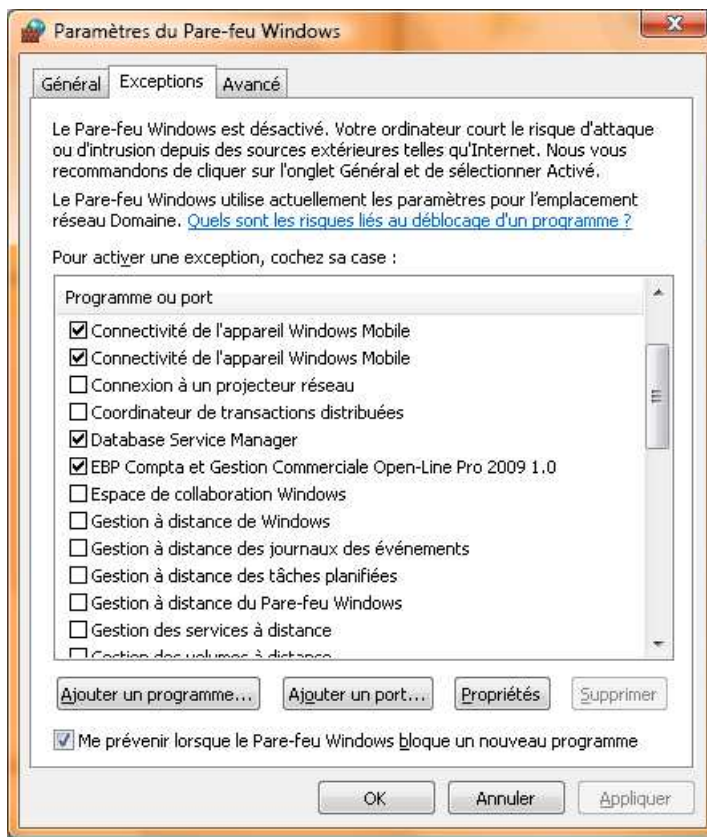 Paramètres du Pare-feu Windows
Général Exceptions Avancé
Le Pare-feu Windows est désactivé. Votre ordinateur court le risque d'attaque
ou d'intrusion depuis des sources extérieures telles qu'Internet. Nous vous
recommandons de cliquer sur l'onglet Général et de sélectionner Activé.
Le Pare-feu Windows utilise actuellement les paramètres pour l'emplacement
réseau Domaine. Quels sont les risques liés au déblocage d'un programme ?
Pour activer une exception, cochez sa case :
Programme ou port
Connectivité de l'appareil Windows Mobile
Connectivité de l'appareil Windows Mobile
Connexion à un projecteur réseau
Coordinateur de transactions distribuées
Database Service Manager
EBP Compta et Gestion Commerciale Open-Line Pro 2009 1.0
Espace de collaboration Windows
Gestion à distance de Windows
Gestion à distance des journaux des événements
Gestion à distance des tâches planifiées
Gestion à distance du Pare-feu Windows
Gestion des services à distance
Gestion des volumes à distance
Ajouter un programme... Ajouter un port... Propriétés Supprimer
Me prévenir lorsque le Pare-feu Windows bloque un nouveau programme
OK Annuler Appliquer